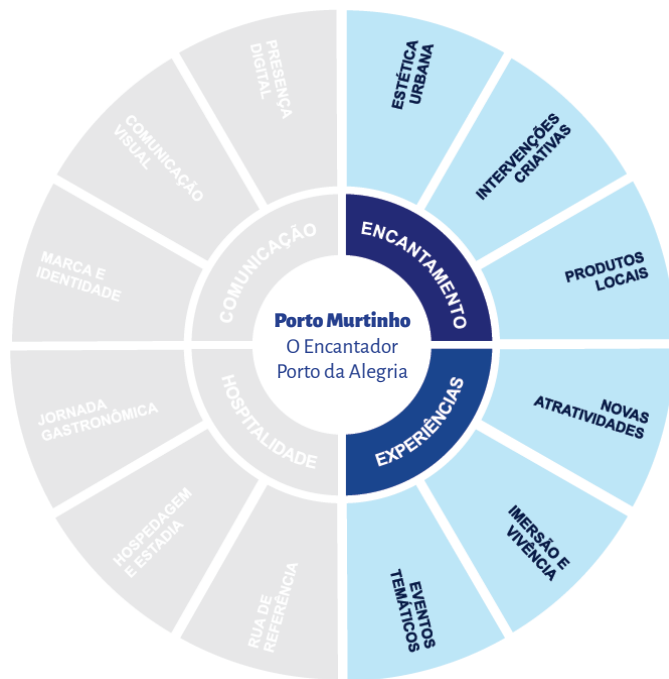 Porto Murtinho
O Encantador
Porto da Alegria
ENCANTAMENTO
ESTÉTICA
URBANA
INTERVENÇÕES
CRIATIVAS
PRODUTOS
LOCAIS
EXPERIÊNCIAS
NOVAS
ATRATIVIDADES
IMERSÃO E
VIVÊNCIA
EVENTOS
TEMÁTICOS
HOSPITALIDADE
RUA DE
REFERÊNCIA
HOSPEDAGEM
E ESTADIA
JORNADA
GASTRONÔMICA
COMUNICAÇÃO
MARCA E
IDENTIDADE
COMUNICAÇÃO
VISUAL
PRESENÇA
DIGITAL